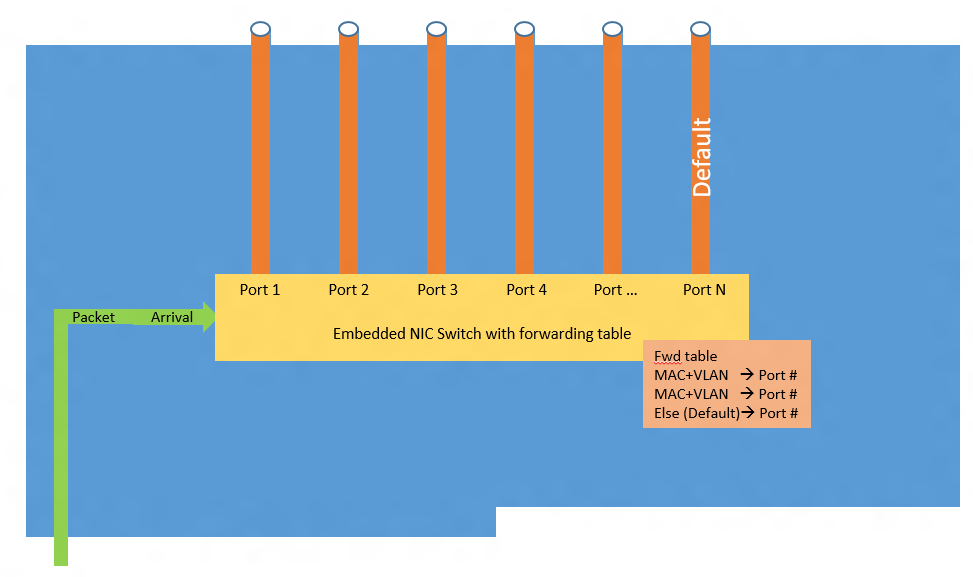 Default
Port 1 Port 2 Port 3 Port 4 Port ... Port N
Packet Arrival
Embedded NIC Switch with forwarding table
Fwd table
MAC+VLAN → Port #
MAC+VLAN → Port #
Else (Default)→ Port #